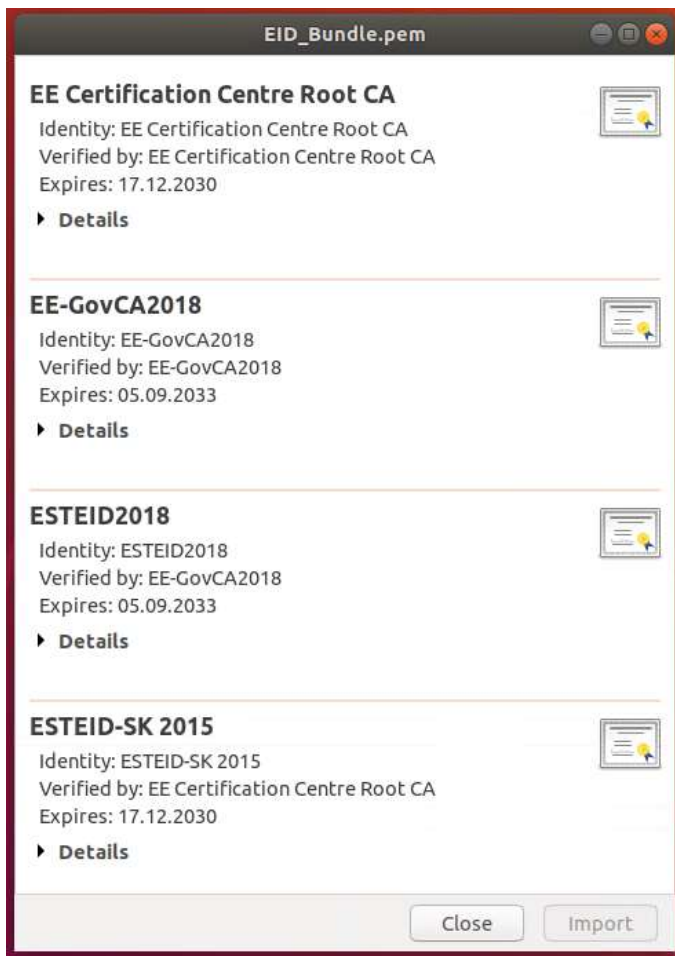 EID_Bundle.pem
EE Certification Centre Root CA
Identity: EE Certification Centre Root CA
Verified by: EE Certification Centre Root CA
Expires: 17.12.2030
Details
EE-GovCA2018
Identity: EE-GovCA2018
Verified by: EE-GovCA2018
Expires: 05.09.2033
Details
ESTEID2018
Identity: ESTEID2018
Verified by: EE-GovCA2018
Expires: 05.09.2033
Details
ESTEID-SK 2015
Identity: ESTEID-SK 2015
Verified by: EE Certification Centre Root CA
Expires: 17.12.2030
Details
Close Import